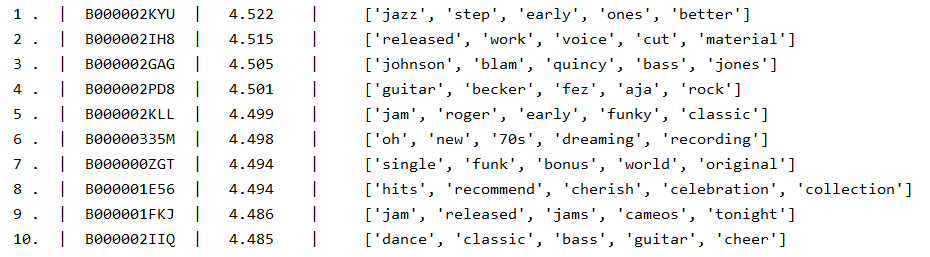 1 . | B000002KYU | 4.522 | ['jazz', 'step', 'early', 'ones', 'better']
2 . | B000002IH8 | 4.515 | ['released', 'work', 'voice', 'cut', 'material']
3 . | B000002GAG | 4.505 | ['johnson', 'blam', 'quincy', 'bass', 'jones']
4 . | B000002PD8 | 4.501 | ['guitar', 'becker', 'fez', 'aja', 'rock']
5 . | B000002KLL | 4.499 | ['jam', 'roger', 'early', 'funky', 'classic']
6 . | B00000335M | 4.498 | ['oh', 'new', '70s', 'dreaming', 'recording']
7 . | B000000ZGT | 4.494 | ['single', 'funk', 'bonus', 'world', 'original']
8 . | B000001E56 | 4.494 | ['hits', 'recommend', 'cherish', 'celebration', 'collection']
9 . | B000001FKJ | 4.486 | ['jam', 'released', 'jams', 'cameos', 'tonight']
10. | B000002IIQ | 4.485 | ['dance', 'classic', 'bass', 'guitar', 'cheer']